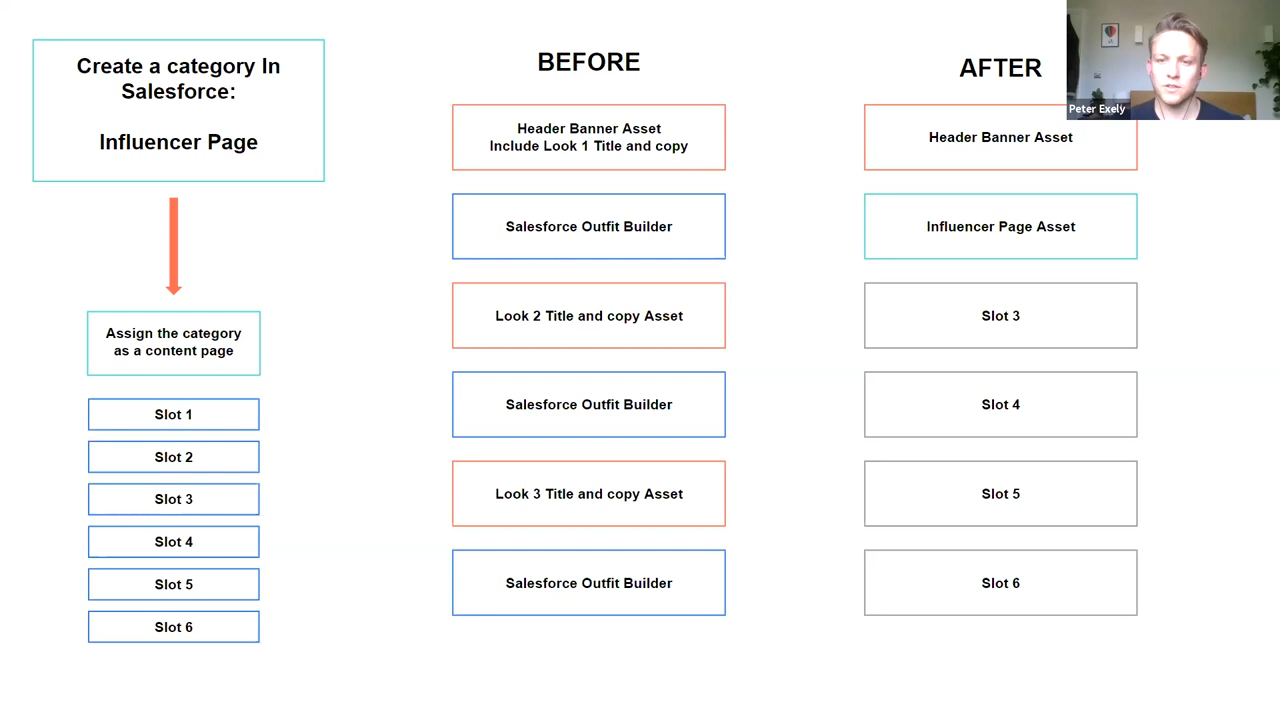 Create a category In
Salesforce:
Influencer Page
Assign the category
as a content page
Slot 1
Slot 2
Slot 3
Slot 4
Slot 5
Slot 6
BEFORE
Header Banner Asset
Include Look 1 Title and copy
Salesforce Outfit Builder
Look 2 Title and copy Asset
Salesforce Outfit Builder
Look 3 Title and copy Asset
Salesforce Outfit Builder
AFTER
Header Banner Asset
Influencer Page Asset
Slot 3
Slot 4
Slot 5
Slot 6
Peter Exely